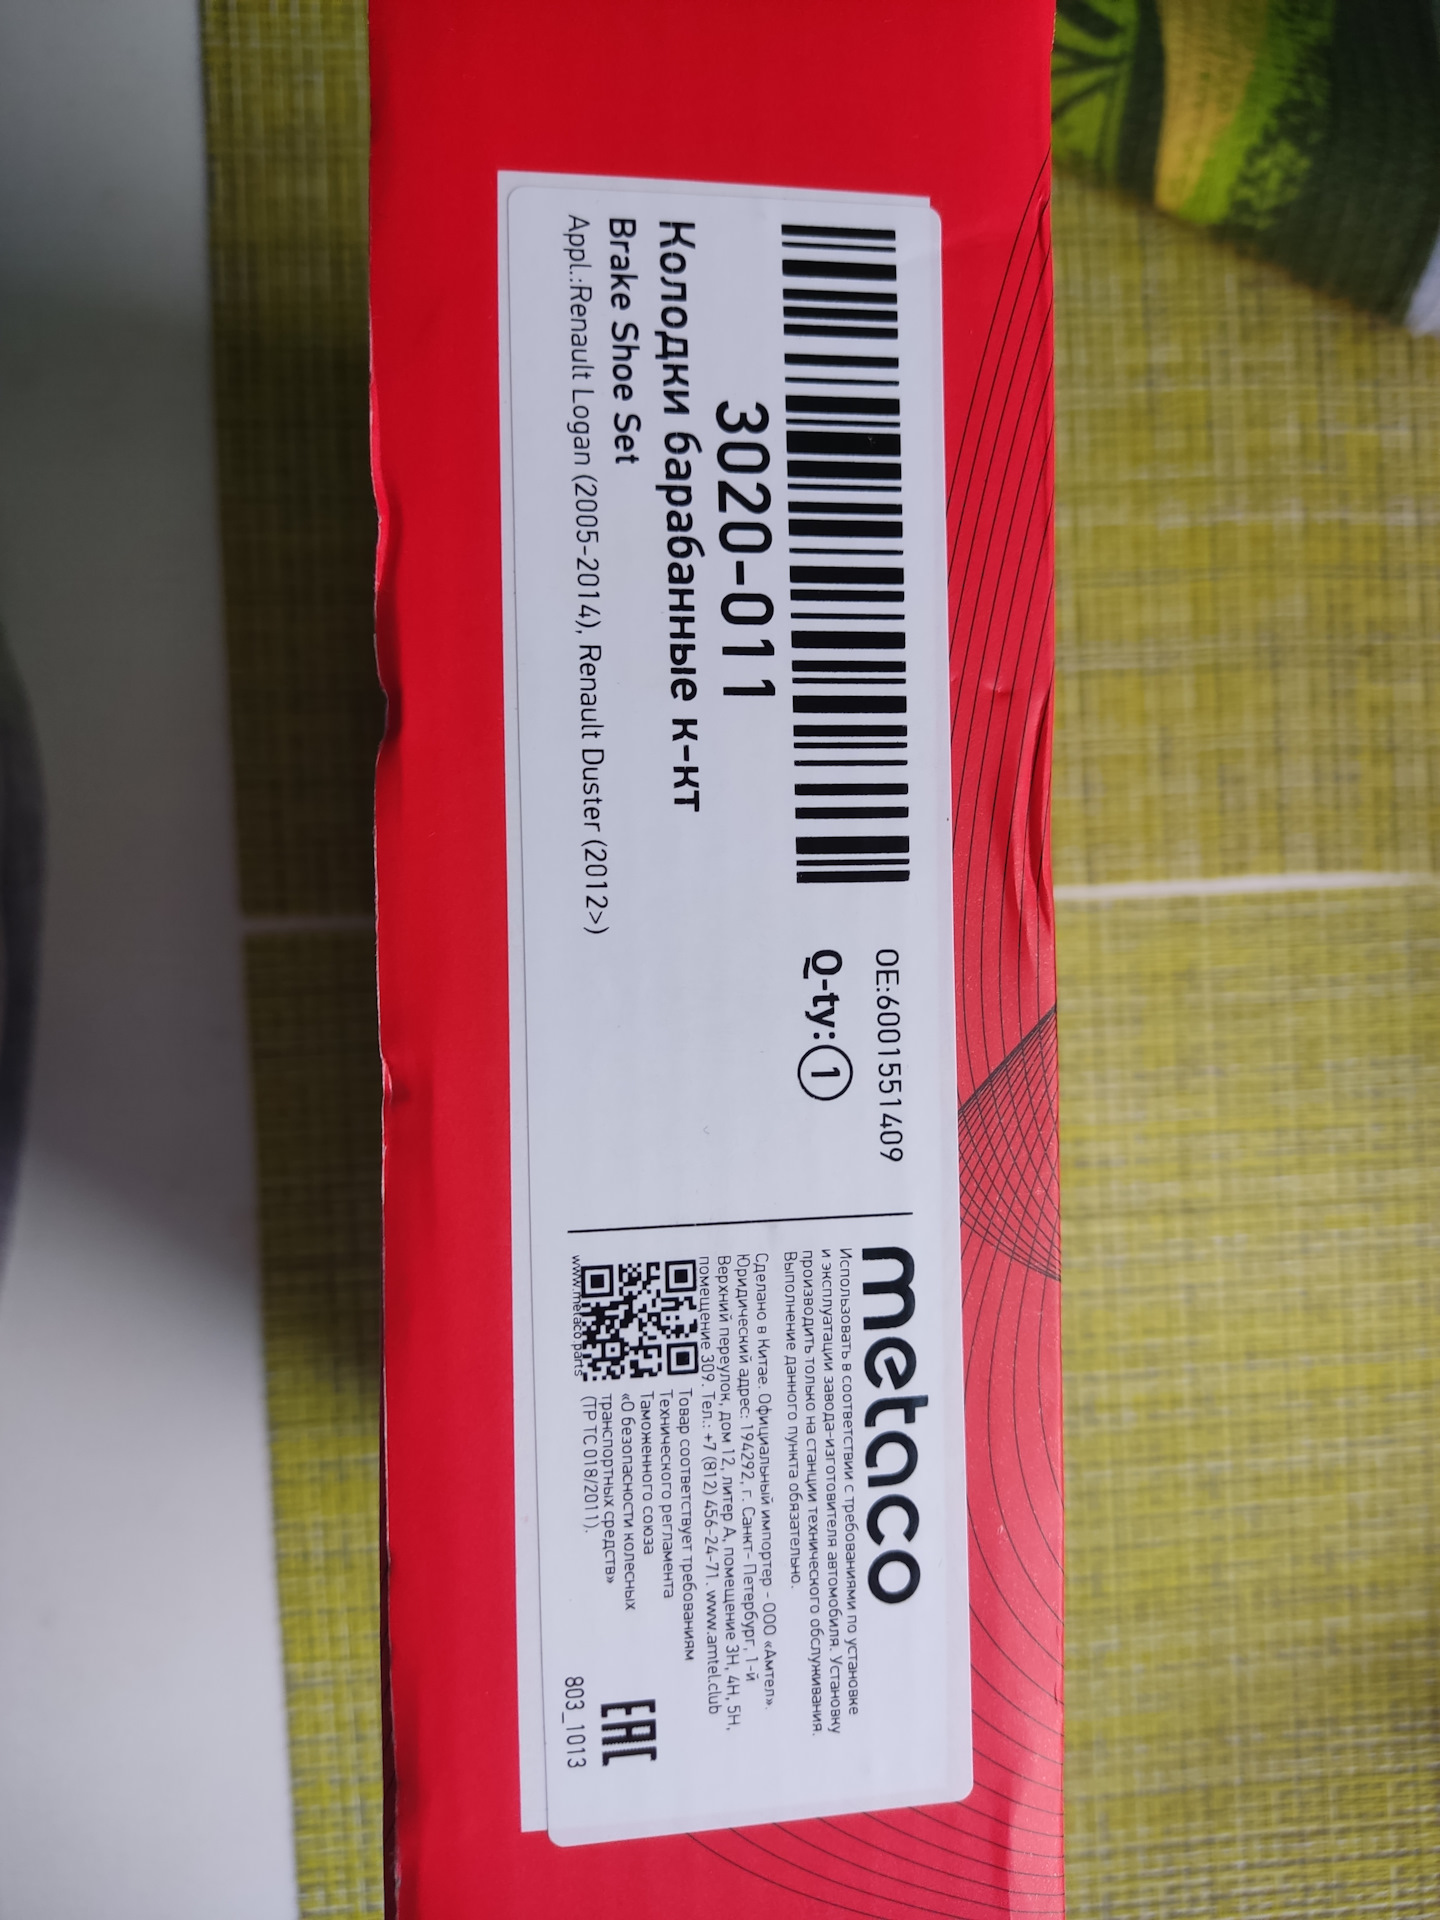 3020-011
Колодки барабанные к-кт
Brake Shoe Set
Appl.:Renault Logan (2005-2014), Renault Duster (2012>)
OE:6001551409
Q-ty:1
metaco
Использовать в соответствии с требованиями по установке
и эксплуатации завода-изготовителя автомобиля. Установку
производить только на станции технического обслуживания.
Выполнение данного пункта обязательно.
Сделано в Китае. Официальный импортер - ООО «Амтел».
Юридический адрес: 194292, г. Санкт- Петербург, 1-й
Верхний переулок, дом 12, литер А, помещение 3Н, 4Н, 5Н,
помещение 309. Тел.: +7 (812) 456-24-71. www.amtel.club
Товар соответствует требованиям
Технического регламента
Таможенного союза
«О безопасности колесных
транспортных средств»
(ТР ТС 018/2011).
www.metaco.parts
EAC
803_1013